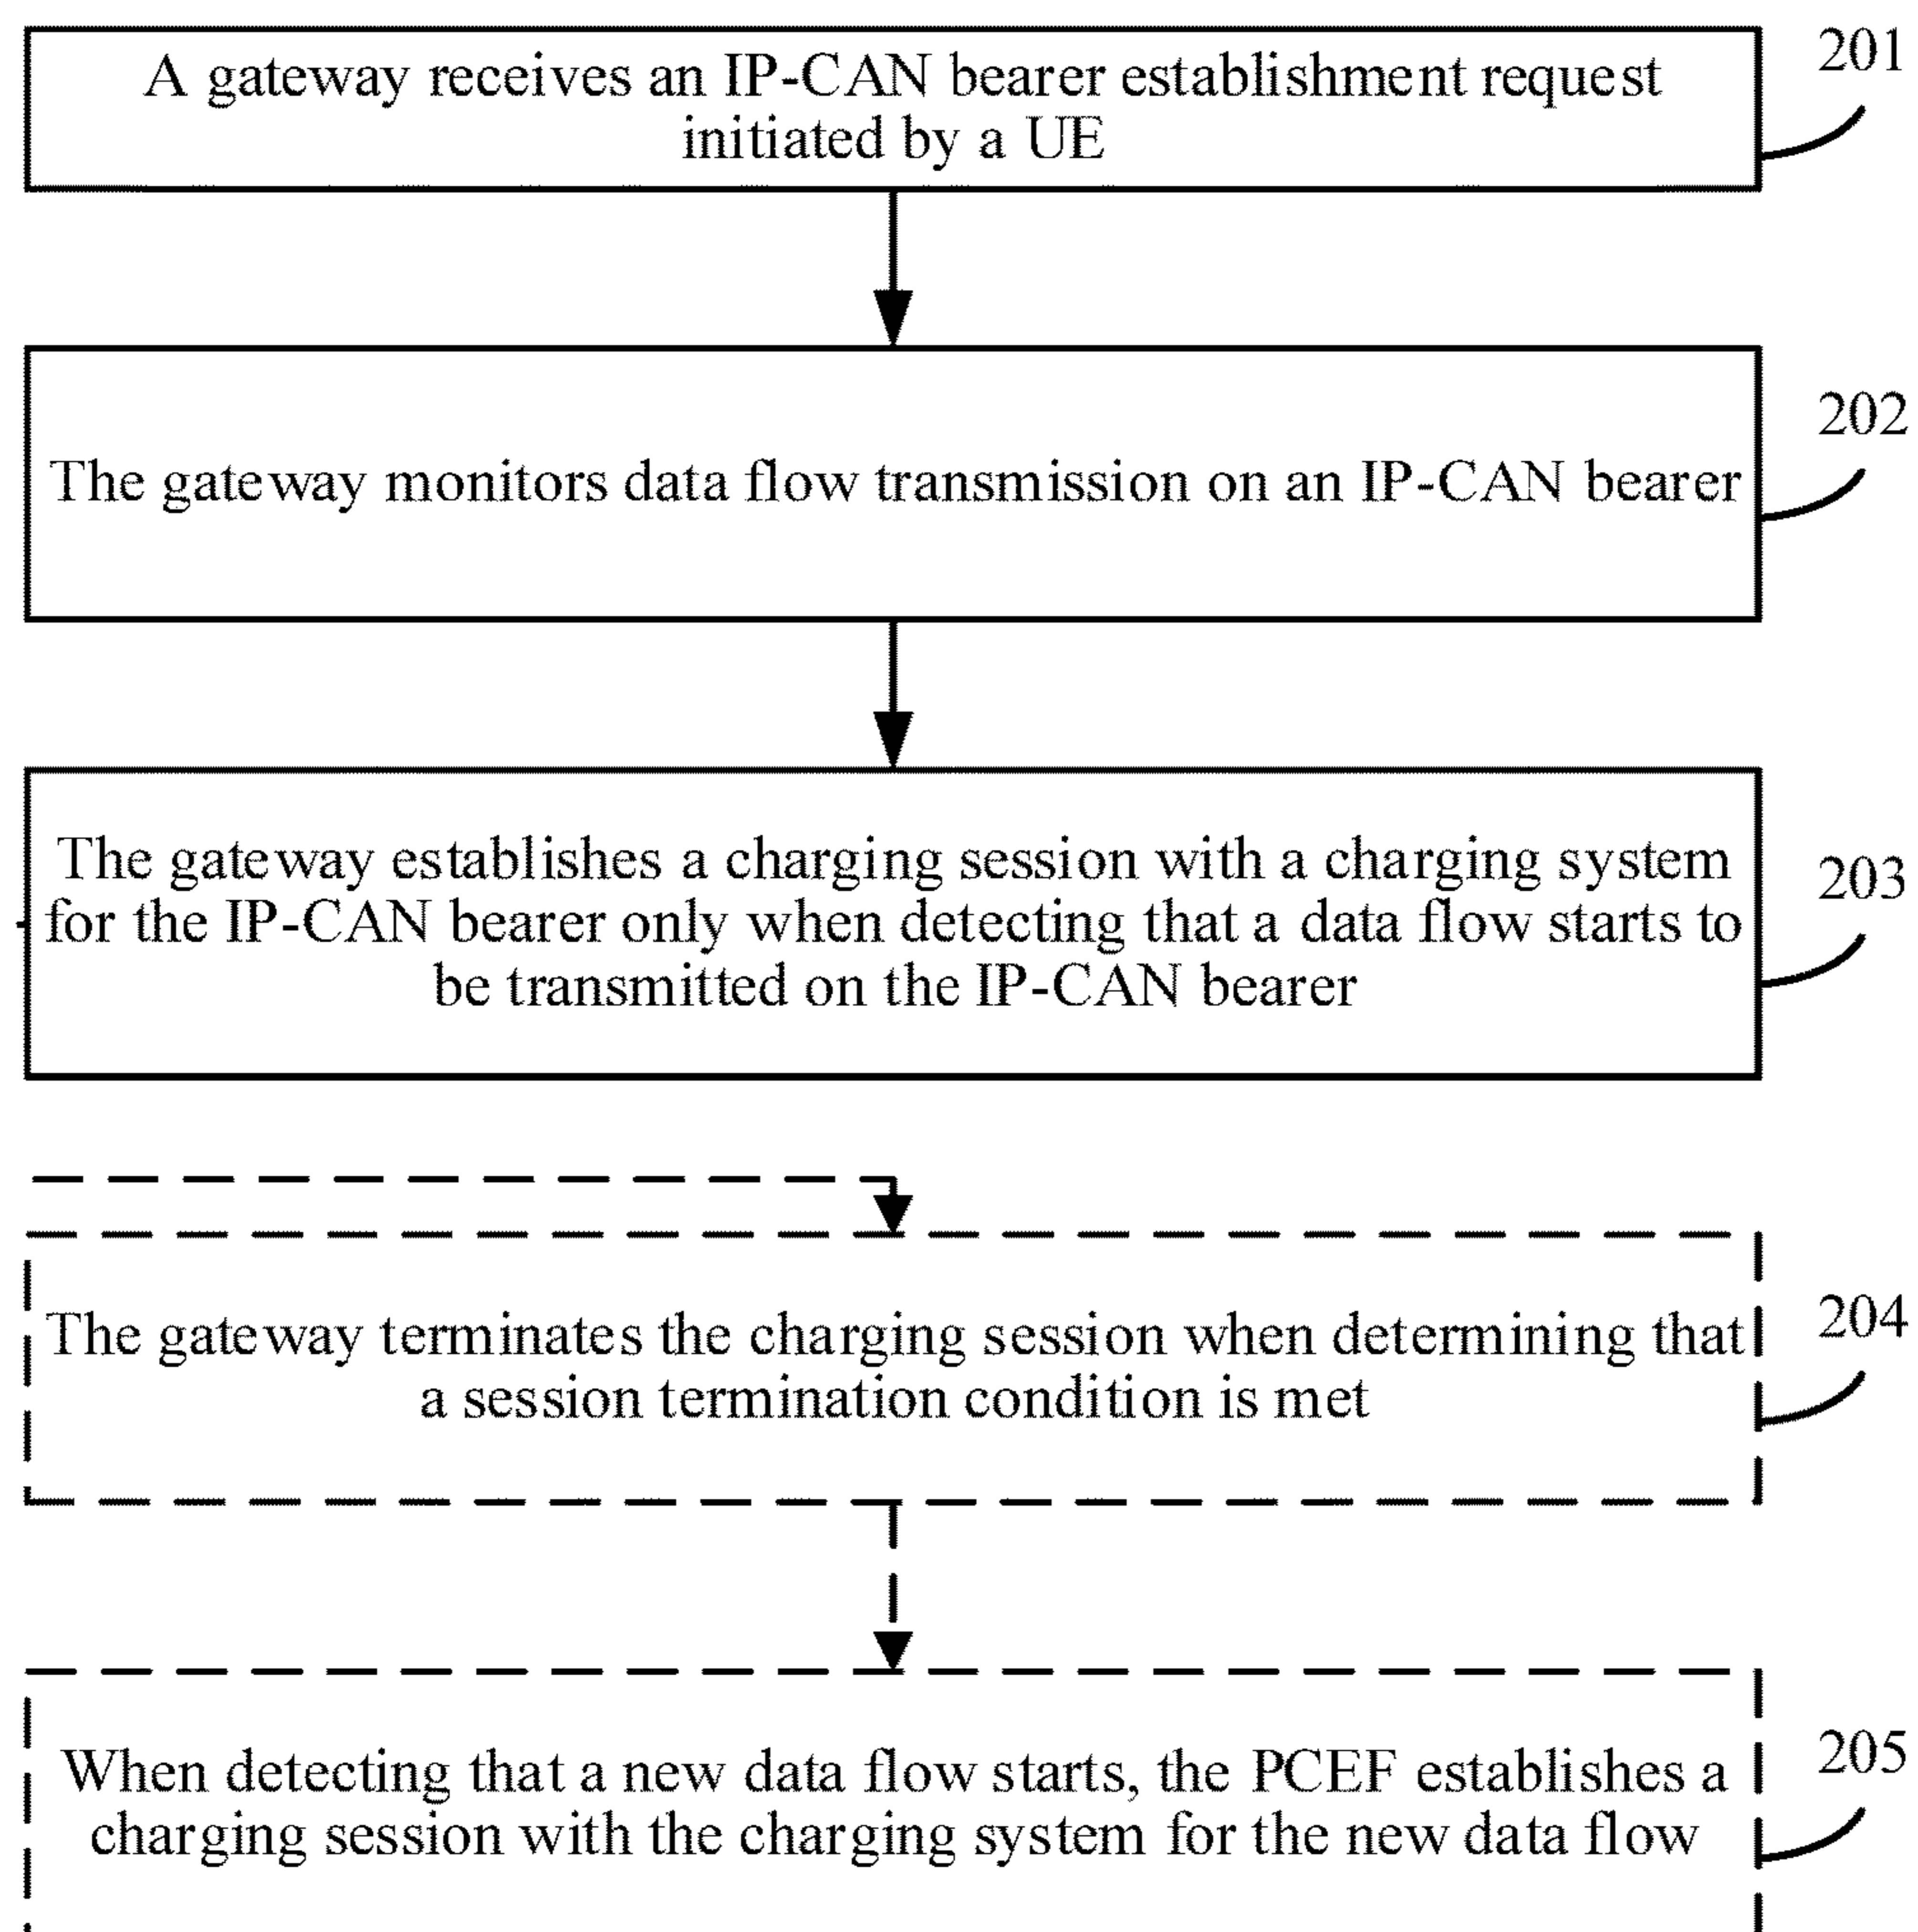 A gateway receives an IP-CAN bearer establishment request
initiated by a UE
201
The gateway monitors data flow transmission on an IP-CAN bearer
202
The gateway establishes a charging session with a charging system
for the IP-CAN bearer only when detecting that a data flow starts to
be transmitted on the IP-CAN bearer
203
The gateway terminates the charging session when determining that
a session termination condition is met
204
When detecting that a new data flow starts, the PCEF establishes a
charging session with the charging system for the new data flow
205